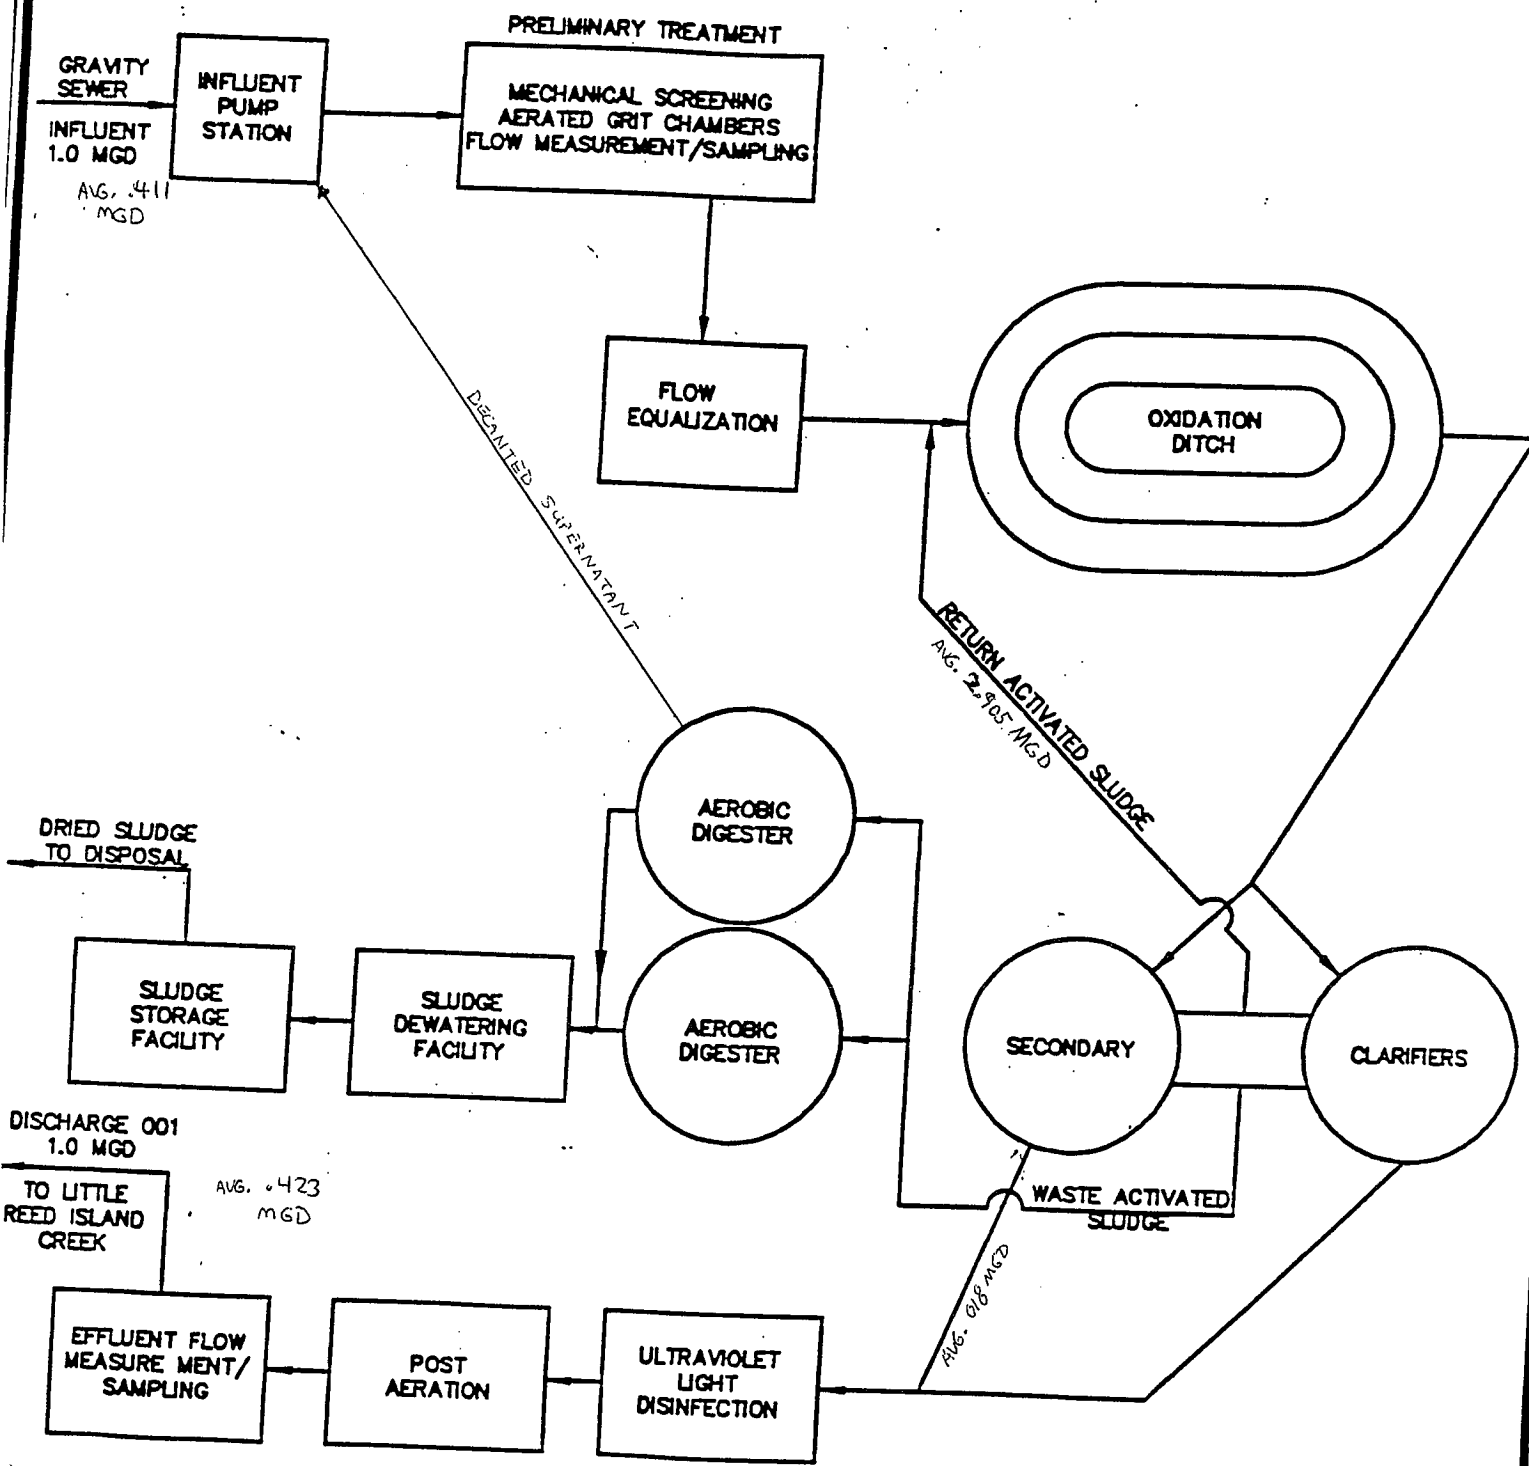 PRELIMINARY TREATMENT
GRAVITY
SEWER
INFLUENT
1.0 MGD
AVG. .411
MGD
INFLUENT
PUMP
STATION
MECHANICAL SCREENING
AERATED GRIT CHAMBERS
FLOW MEASUREMENT/SAMPLING
FLOW
EQUALIZATION
OXIDATION
DITCH
DECANTED SUPERNATANT
RETURN ACTIVATED SLUDGE
AVG. 2.905 MGD
AEROBIC
DIGESTER
DRIED SLUDGE
TO DISPOSAL
SLUDGE
STORAGE
FACILITY
SLUDGE
DEWATERING
FACILITY
AEROBIC
DIGESTER
SECONDARY
CLARIFIERS
DISCHARGE 001
1.0 MGD
TO LITTLE
REED ISLAND
CREEK
AVG. .423
MGD
WASTE ACTIVATED
SLUDGE
AVG. 018 MGD
EFFLUENT FLOW
MEASURE MENT/
SAMPLING
POST
AERATION
ULTRAVIOLET
LIGHT
DISINFECTION